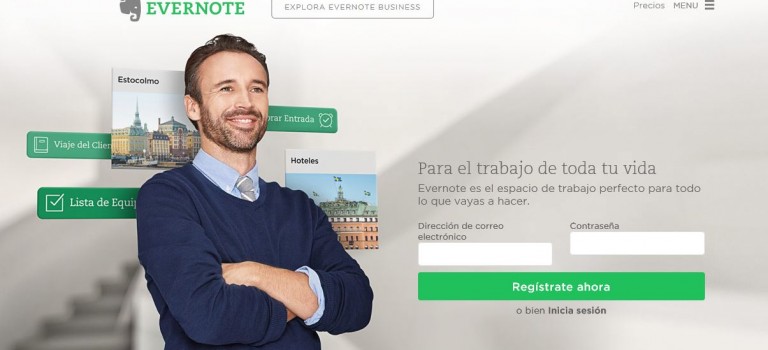 EVERNOTE
EXPLORA EVERNOTE BUSINESS
Precios
MENU
Estocolmo
rar Entrada
Viaje del Clien
Hoteles
Lista de Equip
Para el trabajo de toda tu vida
Evernote es el espacio de trabajo perfecto para todo
lo que vayas a hacer.
Dirección de correo
electrónico
Contraseña
Regístrate ahora
o bien Inicia sesión